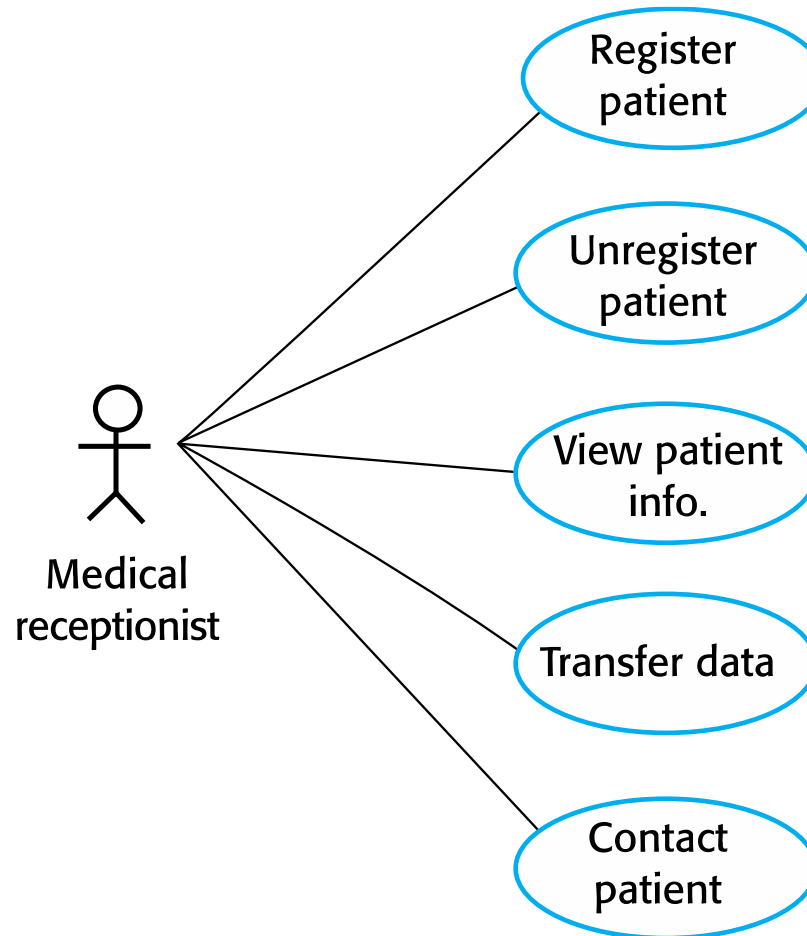 Register
patient
Unregister
patient
View patient
info.
Medical
receptionist
Transfer data
Contact
patient